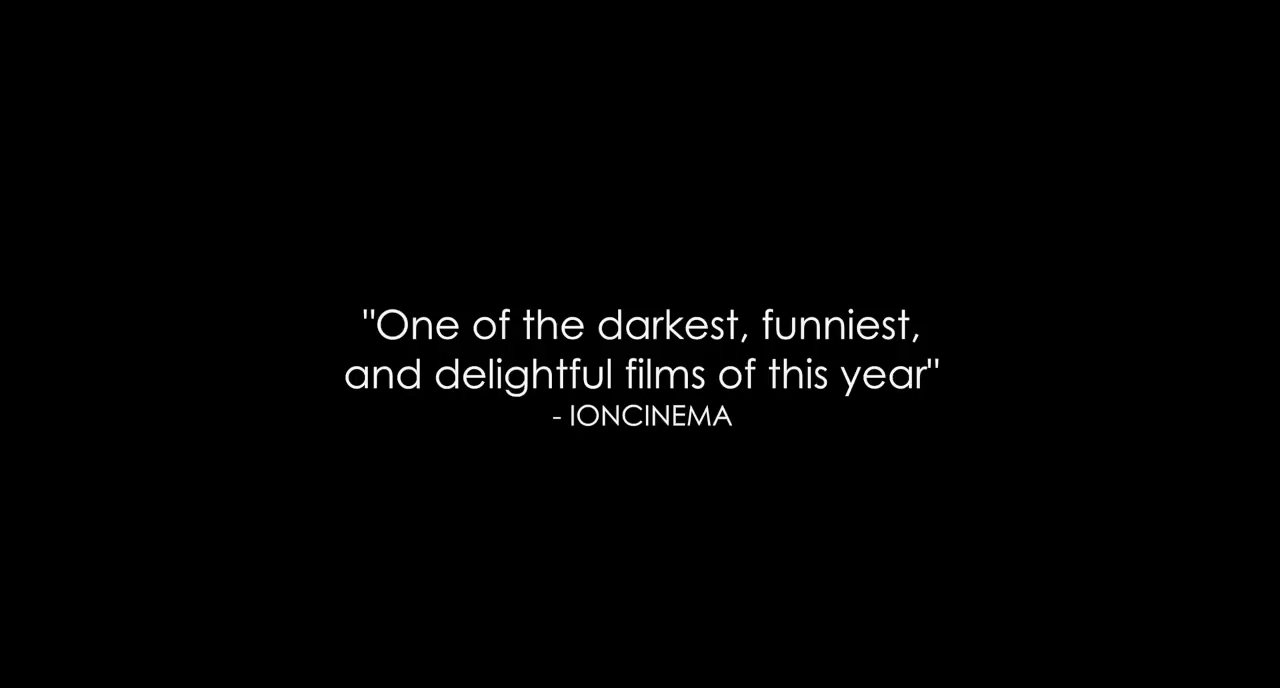 "One of the darkest, funniest,
and delightful films of this year"
- IONCINEMA